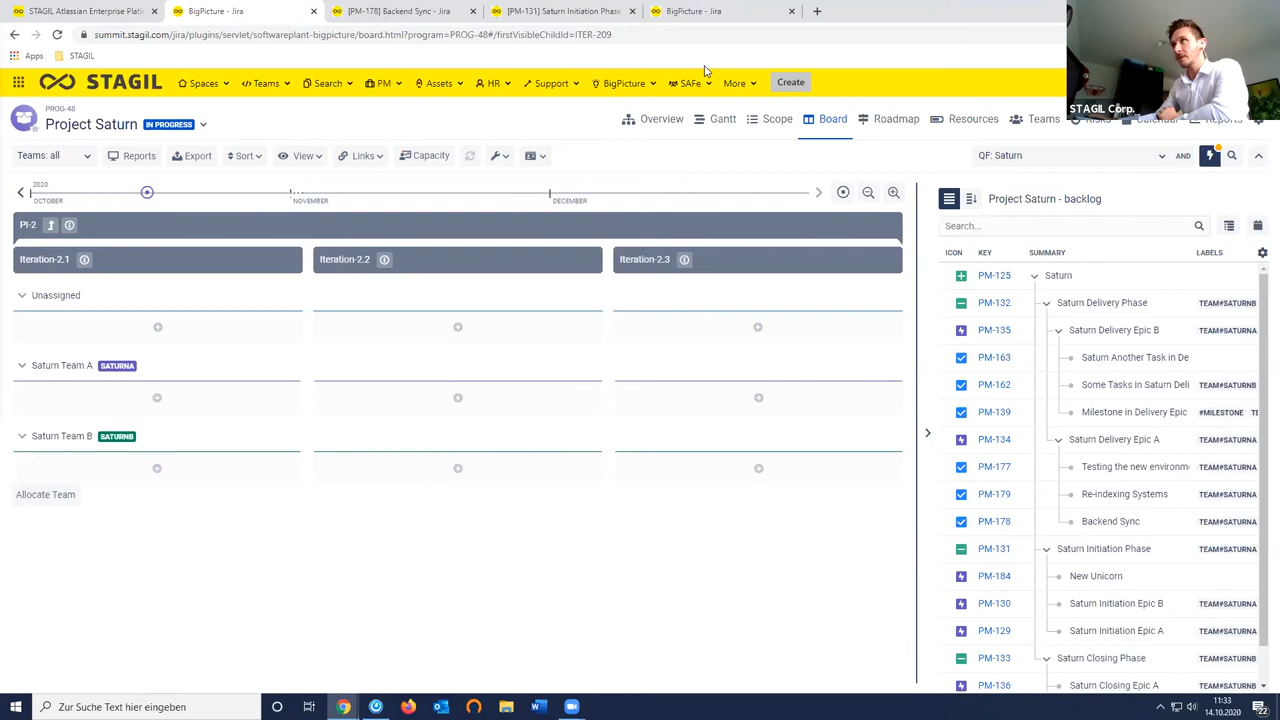 STAGIL Atlassian Enterprise Plat
BigPicture - Jira
[PM-178] Backend Sync - Jira
[PM-131] Saturn Initiation Phase
BigPicture - Jira
summit.stagil.com/jira/plugins/servlet/softwareplant-bigpicture/board.html?program=PROG-48#/firstVisibleChildId=ITER-209
Apps STAGIL
STAGIL Spaces Teams Search PM Assets HR Support BigPicture SAFe More Create
STAGIL Corp.
PROG-48
Project Saturn IN PROGRESS
Overview Gantt Scope Board Roadmap Resources Teams Risks Calendar Reports
Teams: all Reports Export Sort View Links Capacity
QF: Saturn AND
2020
OCTOBER NOVEMBER DECEMBER
PI-2
Iteration-2.1 Iteration-2.2 Iteration-2.3
Unassigned
Saturn Team A SATURNA
Saturn Team B SATURNB
Allocate Team
Project Saturn - backlog
Search...
ICON KEY SUMMARY LABELS
PM-125 Saturn
PM-132 Saturn Delivery Phase TEAM#SATURNB
PM-135 Saturn Delivery Epic B TEAM#SATURNA
PM-163 Saturn Another Task in De
PM-162 Some Tasks in Saturn Deli TEAM#SATURNB
PM-139 Milestone in Delivery Epic #MILESTONE TE
PM-134 Saturn Delivery Epic A TEAM#SATURNA
PM-177 Testing the new environm TEAM#SATURNA
PM-179 Re-indexing Systems TEAM#SATURNA
PM-178 Backend Sync TEAM#SATURNA
PM-131 Saturn Initiation Phase TEAM#SATURNA
PM-184 New Unicorn
PM-130 Saturn Initiation Epic B TEAM#SATURNA
PM-129 Saturn Initiation Epic A TEAM#SATURNA
PM-133 Saturn Closing Phase TEAM#SATURNB
PM-136 Saturn Closing Epic A TEAM#SATURNB
Zur Suche Text hier eingeben
11:33
14.10.2020
22